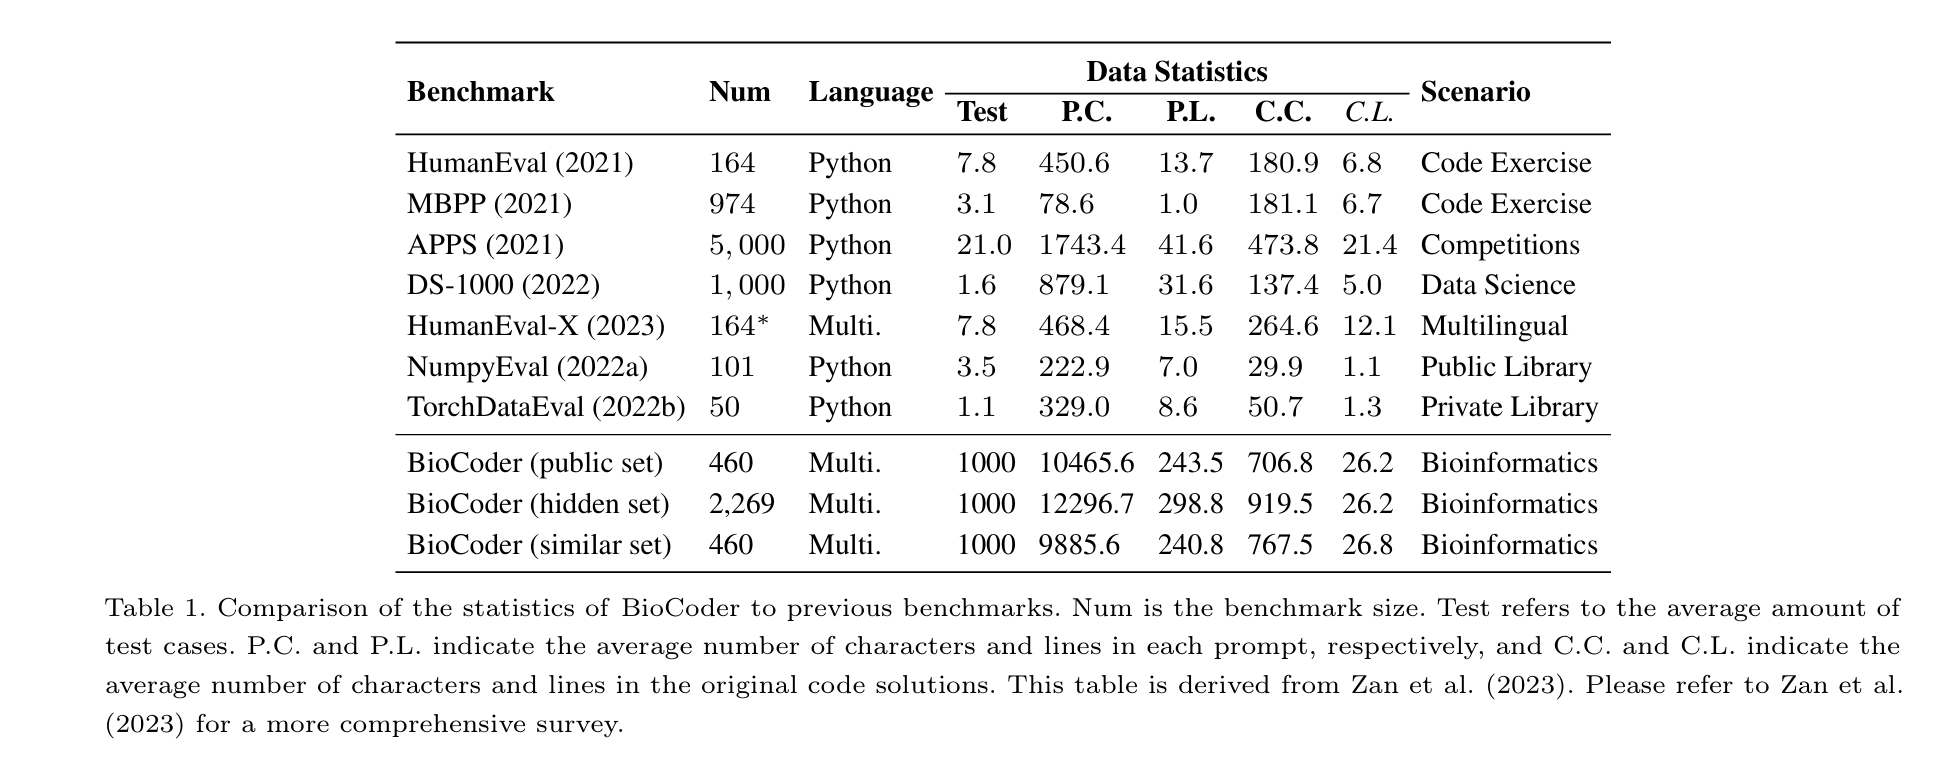 Data Statistics
Benchmark Num Language Scenario
Test P.C. P.L. C.C. C.L.
HumanEval (2021) 164 Python 7.8 450.6 13.7 180.9 6.8 Code Exercise
MBPP (2021) 974 Python 3.1 78.6 1.0 181.1 6.7 Code Exercise
APPS (2021) 5,000 Python 21.0 1743.4 41.6 473.8 21.4 Competitions
DS-1000 (2022) 1,000 Python 1.6 879.1 31.6 137.4 5.0 Data Science
HumanEval-X (2023) 164* Multi. 7.8 468.4 15.5 264.6 12.1 Multilingual
NumpyEval (2022a) 101 Python 3.5 222.9 7.0 29.9 1.1 Public Library
TorchDataEval (2022b) 50 Python 1.1 329.0 8.6 50.7 1.3 Private Library
BioCoder (public set) 460 Multi. 1000 10465.6 243.5 706.8 26.2 Bioinformatics
BioCoder (hidden set) 2,269 Multi. 1000 12296.7 298.8 919.5 26.2 Bioinformatics
BioCoder (similar set) 460 Multi. 1000 9885.6 240.8 767.5 26.8 Bioinformatics
Table 1. Comparison of the statistics of BioCoder to previous benchmarks. Num is the benchmark size. Test refers to the average amount of
test cases. P.C. and P.L. indicate the average number of characters and lines in each prompt, respectively, and C.C. and C.L. indicate the
average number of characters and lines in the original code solutions. This table is derived from Zan et al. (2023). Please refer to Zan et al.
(2023) for a more comprehensive survey.